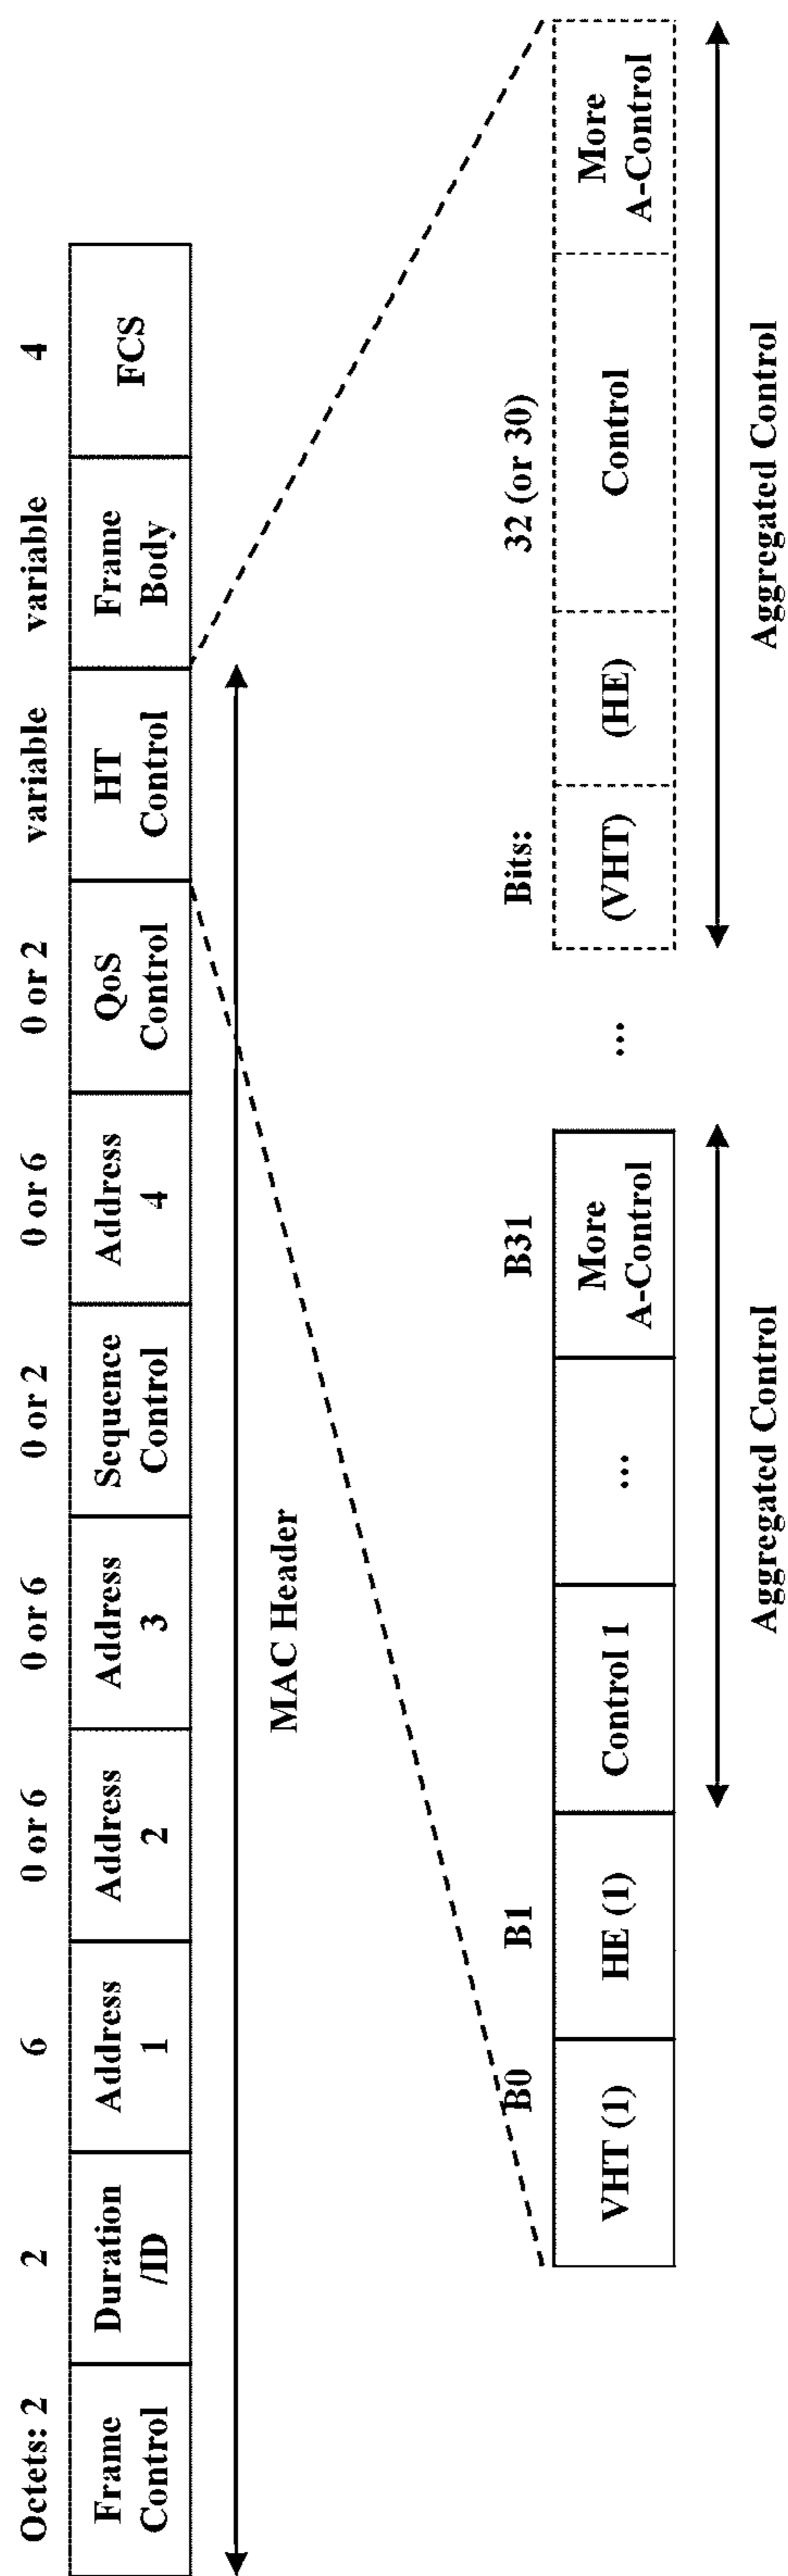 Octets: 2
2
6
0 or 6
0 or 6
0 or 2
0 or 6
0 or 2
variable
variable
4
Frame
Control
Duration
/ID
Address
1
Address
2
Address
3
Sequence
Control
Address
4
QoS
Control
HT
Control
Frame
Body
FCS
MAC Header
B0
B1
B31
Bits:
32 (or 30)
VHT (1)
HE (1)
Control 1
...
More
A-Control
...
(VHT)
(HE)
Control
More
A-Control
Aggregated Control
Aggregated Control